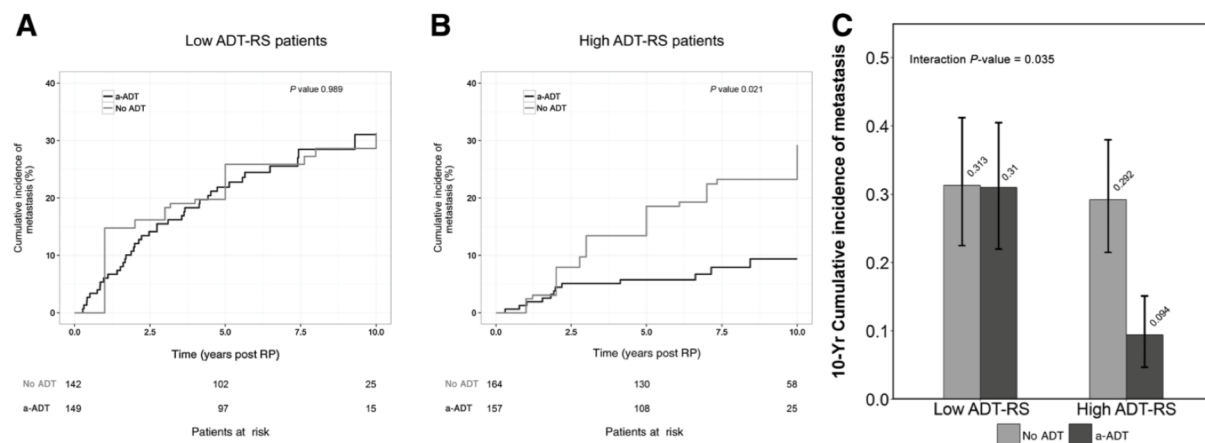 A
Low ADT-RS patients
40
30
20
10
0
Cumulative incidence of
metastasis (%)
a-ADT
No ADT
P value 0.989
0.0 2.5 5.0 7.5 10.0
Time (years post RP)
No ADT 142 102 25
a-ADT 149 97 15
Patients at risk
B
High ADT-RS patients
40
30
20
10
0
Cumulative incidence of
metastasis (%)
a-ADT
No ADT
P value 0.021
0.0 2.5 5.0 7.5 10.0
Time (years post RP)
No ADT 164 130 58
a-ADT 157 108 25
Patients at risk
C
10-Yr Cumulative incidence of metastasis
0.5
0.4
0.3
0.2
0.1
0.0
Interaction P-value = 0.035
0.313
0.31
0.292
0.094
Low ADT-RS High ADT-RS
No ADT a-ADT